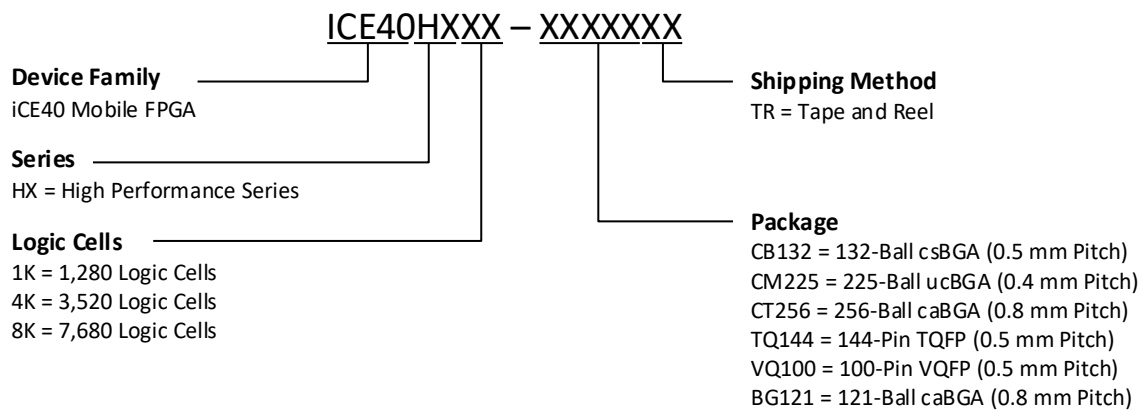 ICE40HXXX – XXXXXXX
Device Family
iCE40 Mobile FPGA
Series
HX = High Performance Series
Logic Cells
1K = 1,280 Logic Cells
4K = 3,520 Logic Cells
8K = 7,680 Logic Cells
Shipping Method
TR = Tape and Reel
Package
CB132 = 132-Ball csBGA (0.5 mm Pitch)
CM225 = 225-Ball ucBGA (0.4 mm Pitch)
CT256 = 256-Ball caBGA (0.8 mm Pitch)
TQ144 = 144-Pin TQFP (0.5 mm Pitch)
VQ100 = 100-Pin VQFP (0.5 mm Pitch)
BG121 = 121-Ball caBGA (0.8 mm Pitch)